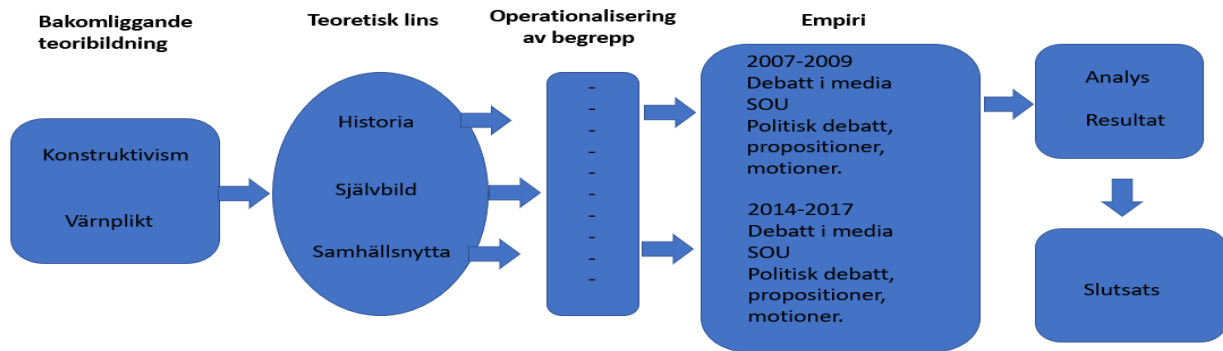 Bakomliggande
teoribildning
Teoretisk lins
Operationalisering
av begrepp
Empiri
Konstruktivism
Värnplikt
Historia
Självbild
Samhällsnytta
-
-
-
-
-
-
-
-
-
-
2007-2009
Debatt i media
SOU
Politisk debatt,
propositioner,
motioner.
2014-2017
Debatt i media
SOU
Politisk debatt,
propositioner,
motioner.
Analys
Resultat
Slutsats